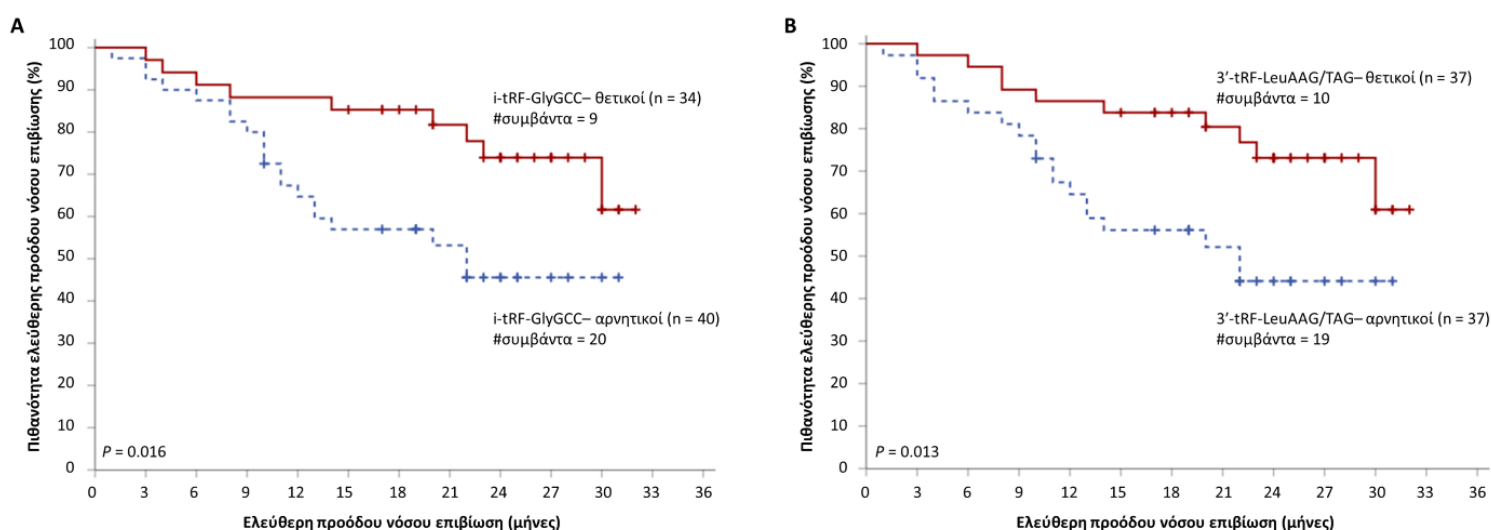 A
Πιθανότητα ελεύθερης προόδου νόσου επιβίωσης (%)
100
90
80
70
60
50
40
30
20
10
0
i-tRF-GlyGCC– θετικοί (n = 34)
#συμβάντα = 9
i-tRF-GlyGCC– αρνητικοί (n = 40)
#συμβάντα = 20
P = 0.016
0 3 6 9 12 15 18 21 24 27 30 33 36
Ελεύθερη προόδου νόσου επιβίωση (μήνες)
B
Πιθανότητα ελεύθερης προόδου νόσου επιβίωσης (%)
100
90
80
70
60
50
40
30
20
10
0
3′-tRF-LeuAAG/TAG– θετικοί (n = 37)
#συμβάντα = 10
3′-tRF-LeuAAG/TAG– αρνητικοί (n = 37)
#συμβάντα = 19
P = 0.013
0 3 6 9 12 15 18 21 24 27 30 33 36
Ελεύθερη προόδου νόσου επιβίωση (μήνες)